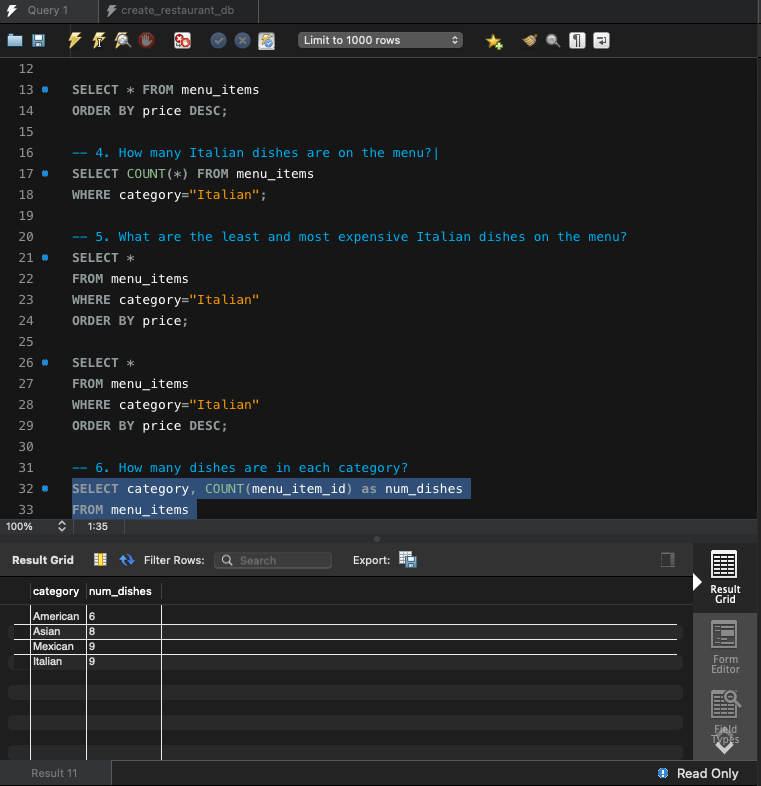 Query 1 create_restaurant_db
Limit to 1000 rows
12
13 SELECT * FROM menu_items
14 ORDER BY price DESC;
15
16 -- 4. How many Italian dishes are on the menu?
17 SELECT COUNT(*) FROM menu_items
18 WHERE category="Italian";
19
20 -- 5. What are the least and most expensive Italian dishes on the menu?
21 SELECT *
22 FROM menu_items
23 WHERE category="Italian"
24 ORDER BY price;
25
26 SELECT *
27 FROM menu_items
28 WHERE category="Italian"
29 ORDER BY price DESC;
30
31 -- 6. How many dishes are in each category?
32 SELECT category, COUNT(menu_item_id) as num_dishes
33 FROM menu_items
100% 1:35
Result Grid Filter Rows: Search Export:
category num_dishes
American 6
Asian 8
Mexican 9
Italian 9
Result
Grid
Form
Editor
Field
Types
Result 11 Read Only